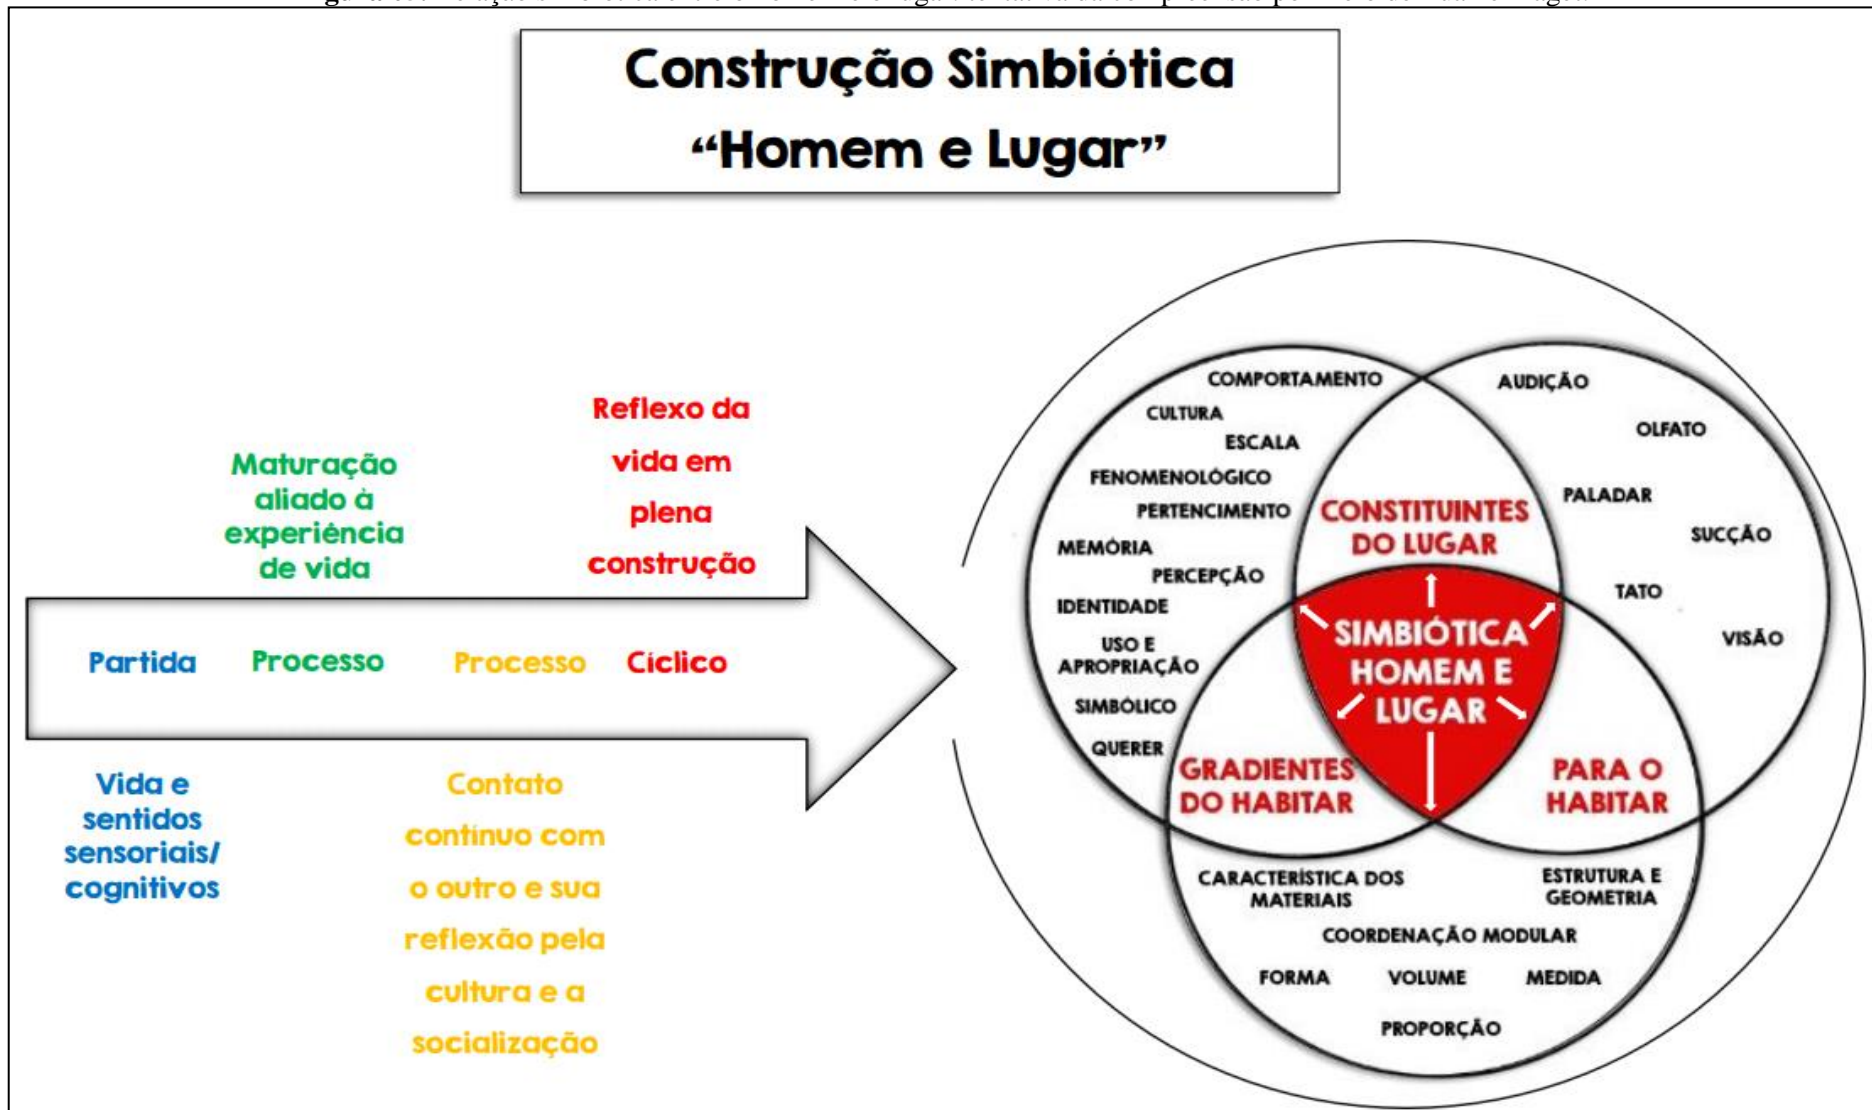 Construção Simbiótica
“Homem e Lugar”
Reflexo da
vida em
plena
construção
Maturação
aliado à
experiência
de vida
Partida
Processo
Processo
Cíclico
Vida e
sentidos
sensoriais/
cognitivos
Contato
contínuo com
o outro e sua
reflexão pela
cultura e a
socialização
COMPORTAMENTO
CULTURA
ESCALA
FENOMENOLÓGICO
PERTENCIMENTO
MEMÓRIA
PERCEPÇÃO
IDENTIDADE
USO E
APROPRIAÇÃO
SIMBÓLICO
QUERER
AUDIÇÃO
OLFATO
PALADAR
SUCÇÃO
TATO
VISÃO
CONSTITUINTES
DO LUGAR
SIMBIÓTICA
HOMEM E
LUGAR
GRADIENTES
DO HABITAR
PARA O
HABITAR
CARACTERÍSTICA DOS
MATERIAIS
ESTRUTURA E
GEOMETRIA
COORDENAÇÃO MODULAR
FORMA
VOLUME
MEDIDA
PROPORÇÃO